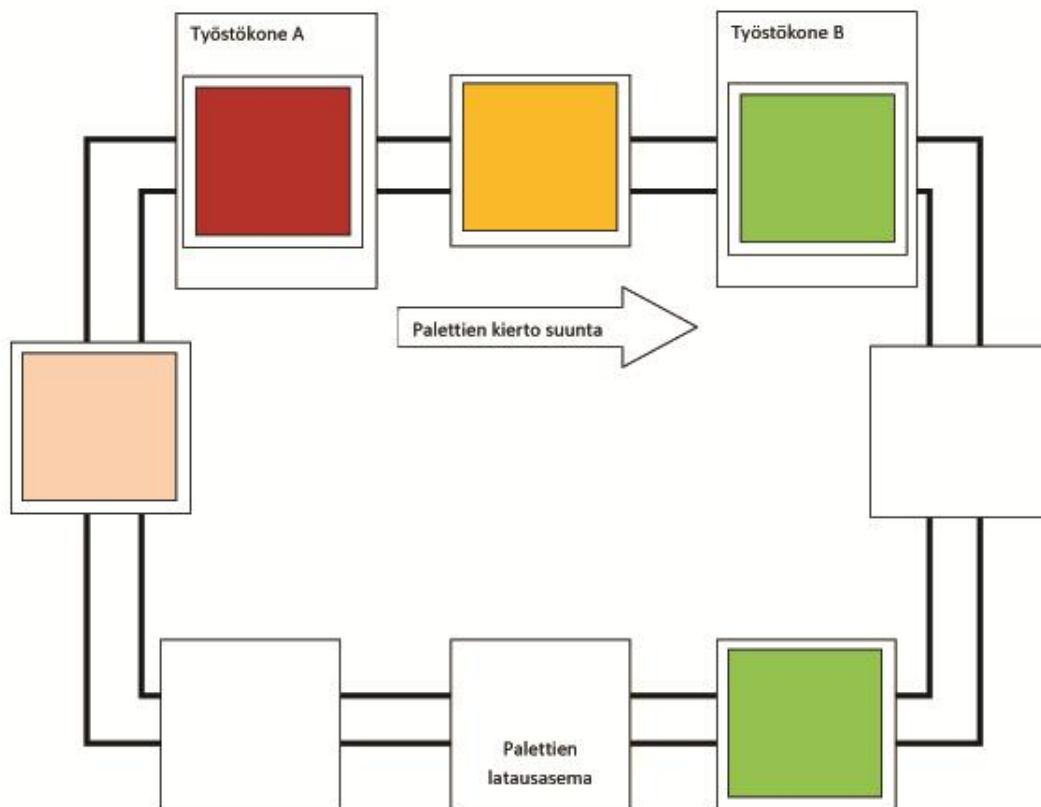 Työstökone A
Työstökone B
Palettien kierto suunta
Palettien
latausasema